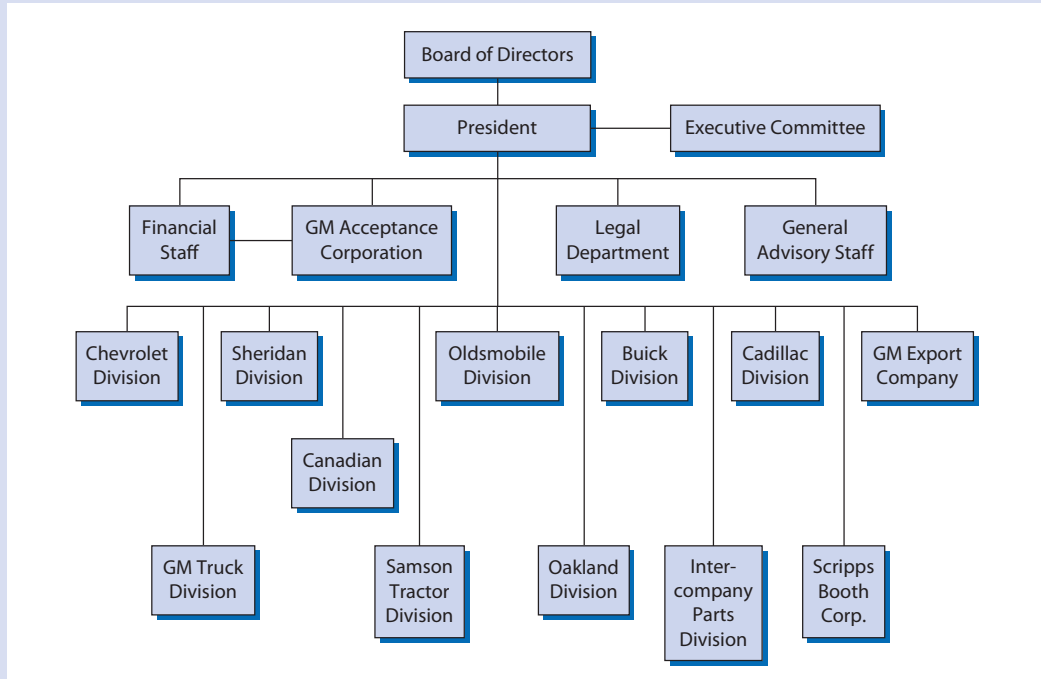 Board of Directors
President
Executive Committee
Financial
Staff
GM Acceptance
Corporation
Legal
Department
General
Advisory Staff
Chevrolet
Division
Sheridan
Division
Oldsmobile
Division
Buick
Division
Cadillac
Division
GM Export
Company
Canadian
Division
GM Truck
Division
Samson
Tractor
Division
Oakland
Division
Inter-
company
Parts
Division
Scripps
Booth
Corp.